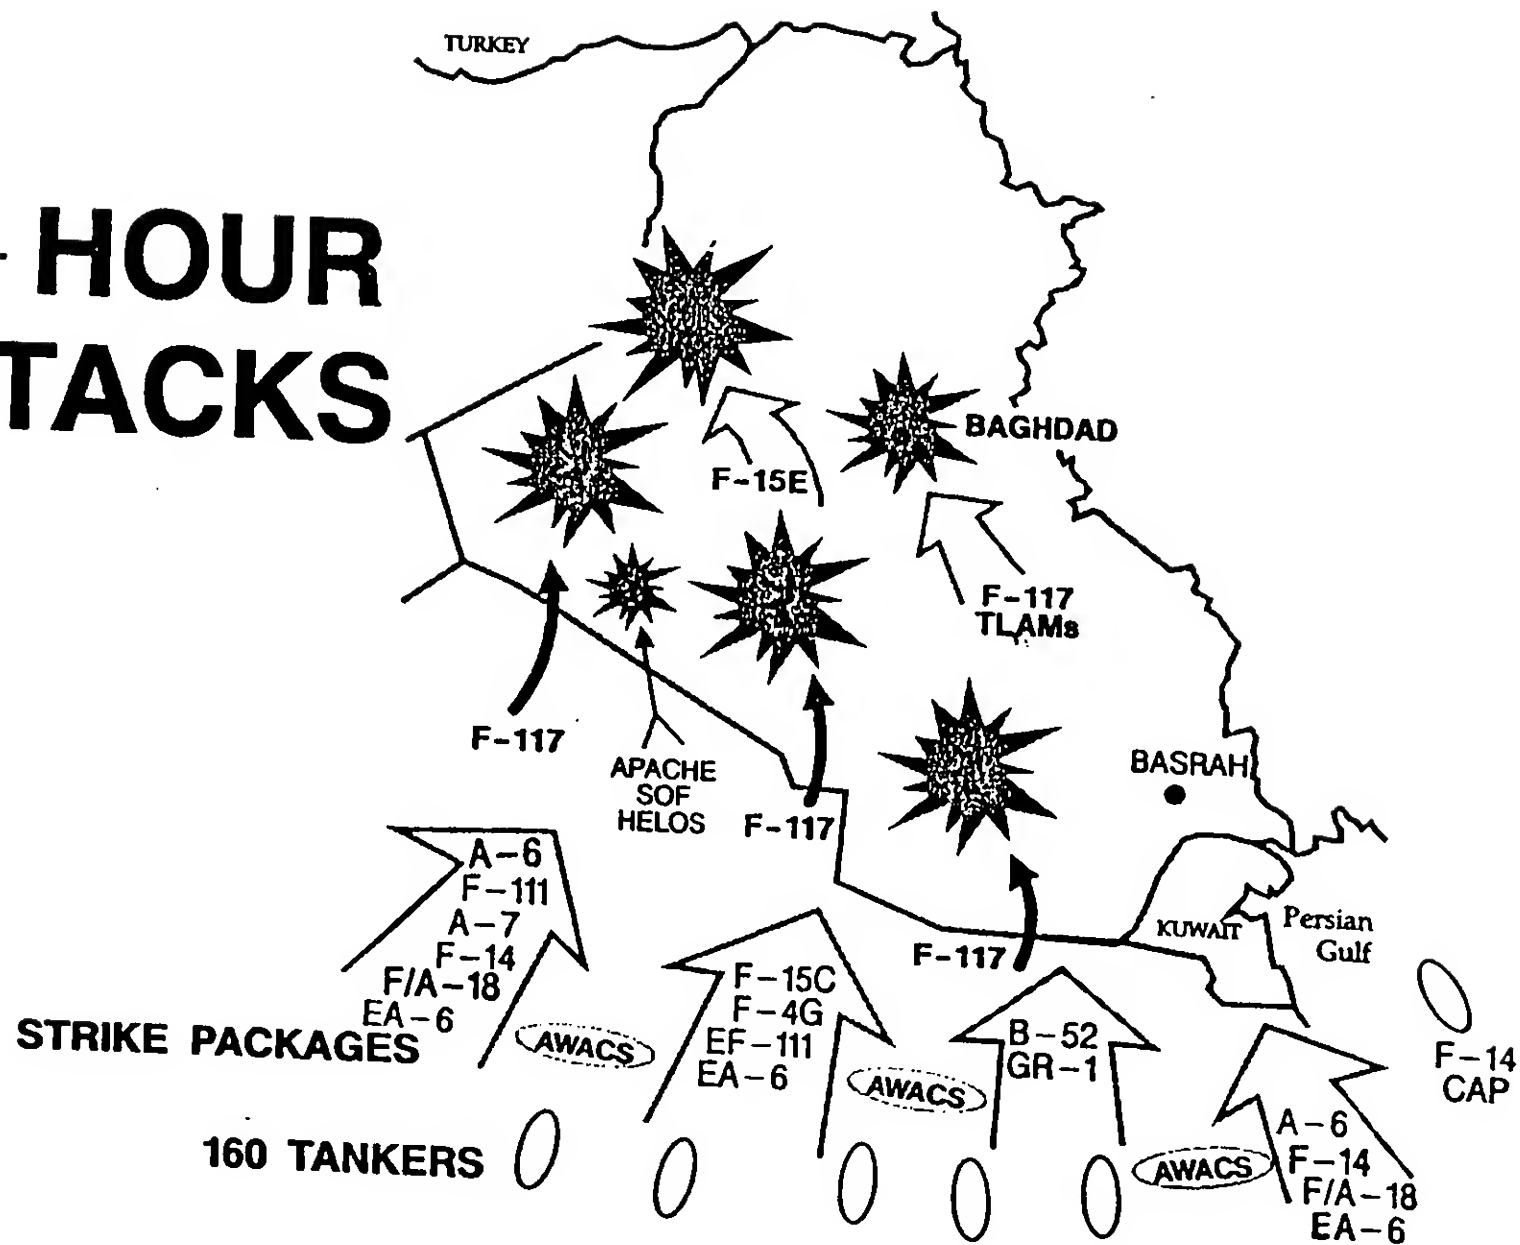 TURKEY
- HOUR
TACKS
BAGHDAD
F-15E
F-117
TLAMs
F-117
APACHE
SOF
HELOS
F-117
BASRAH
A-6
F-111
A-7
F-14
F/A-18
EA-6
STRIKE PACKAGES
AWACS
F-15C
F-4G
EF-111
EA-6
AWACS
F-117
B-52
GR-1
KUWAIT
Persian
Gulf
F-14
CAP
A-6
F-14
F/A-18
EA-6
AWACS
160 TANKERS